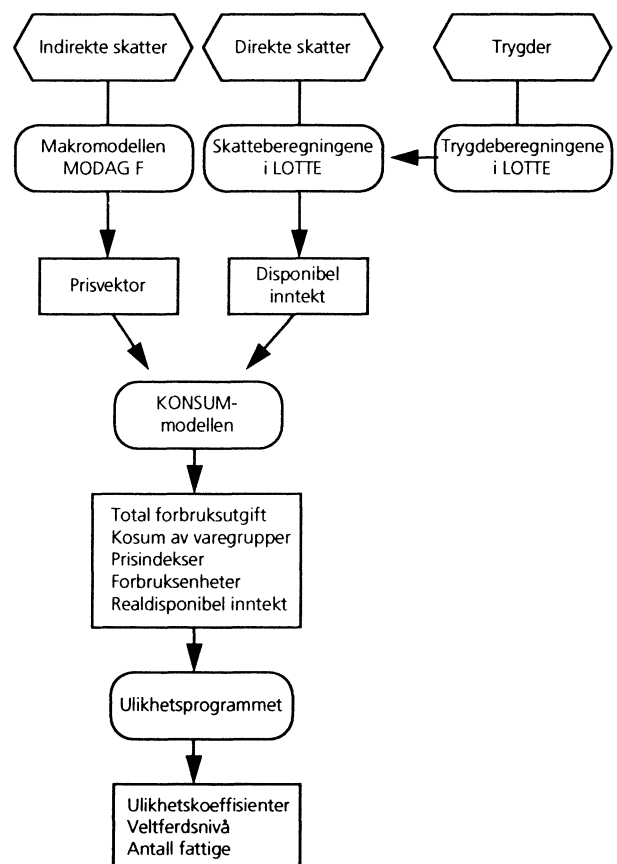 Indirekte skatter
Direkte skatter
Trygder
Makromodellen
MODAG F
Skatteberegningene
i LOTTE
Trygdeberegningene
i LOTTE
Prisvektor
Disponibel
inntekt
KONSUM-
modellen
Total forbruksutgift
Kosum av varegrupper
Prisindekser
Forbruksenheter
Realdisponibel inntekt
Ulikhetsprogrammet
Ulikhetskoeffisienter
Veltferdsnivå
Antall fattige